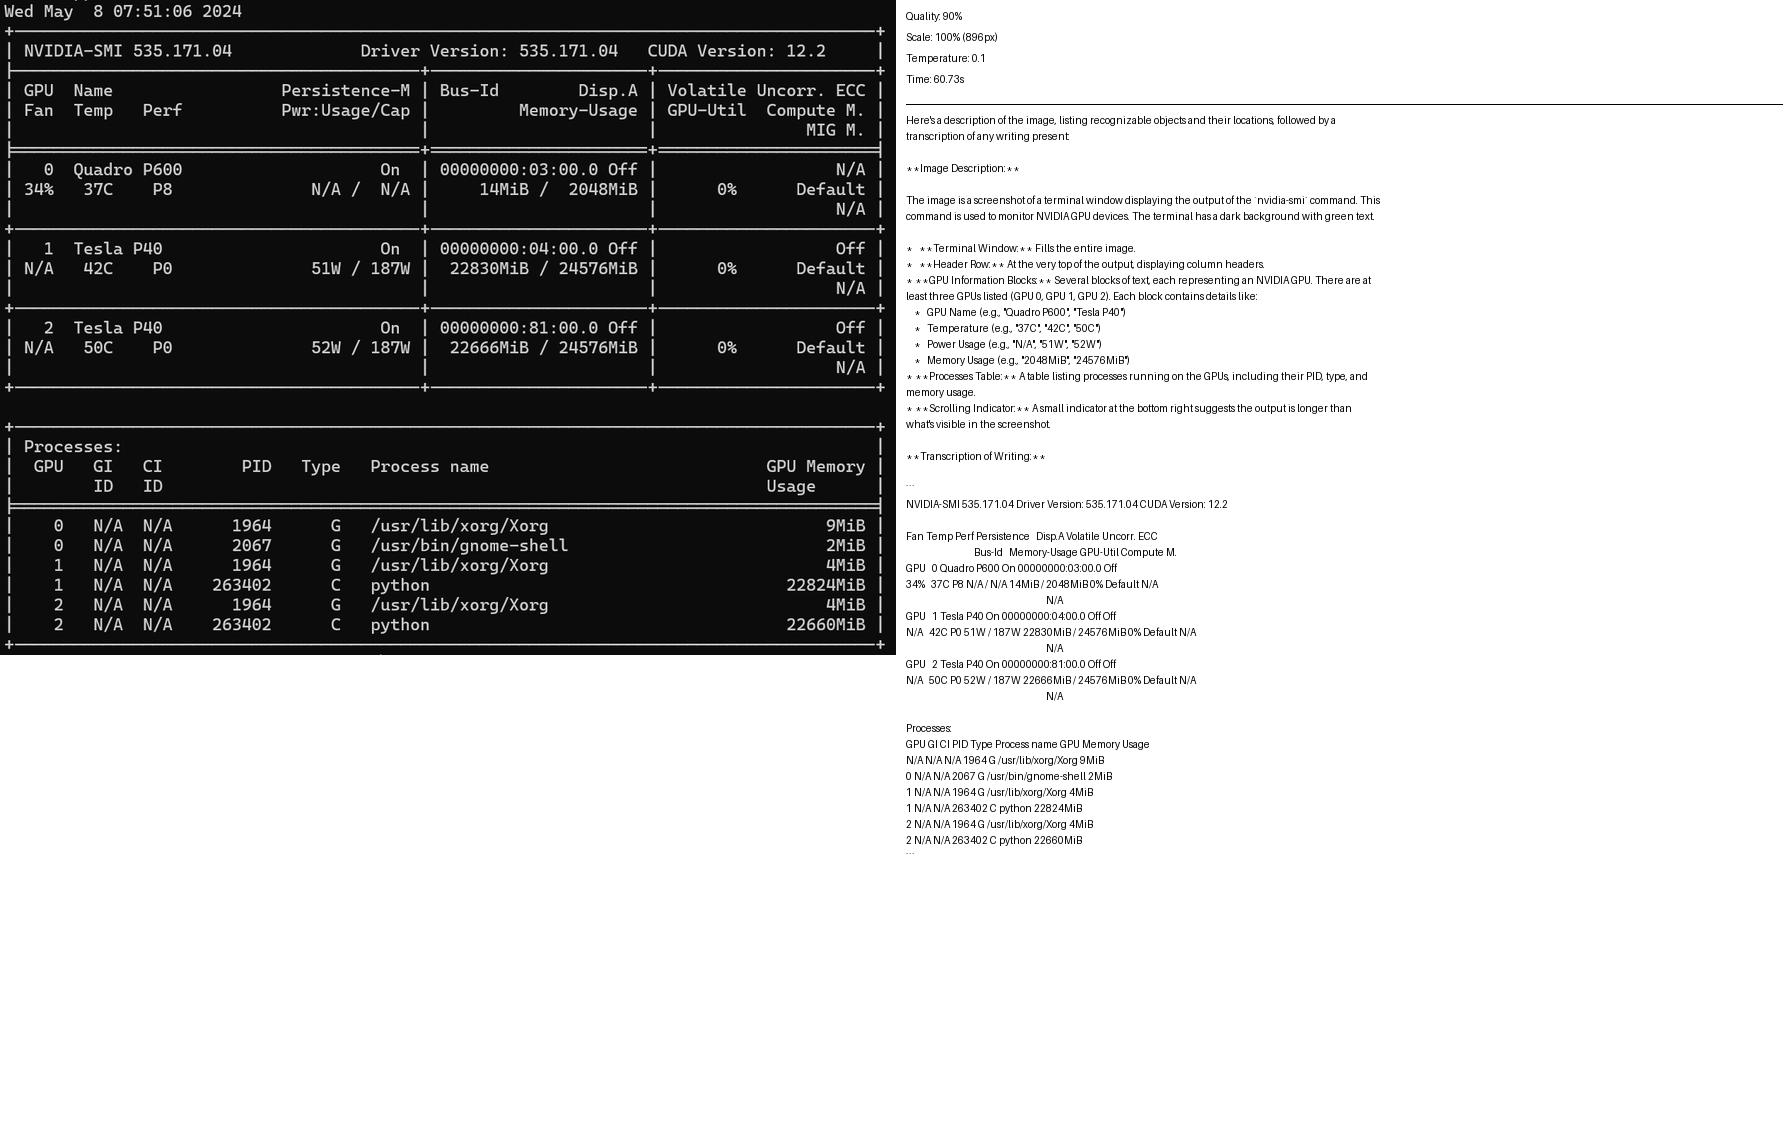 Wed May  8 07:51:06 2024
NVIDIA-SMI 535.171.04             Driver Version: 535.171.04   CUDA Version: 12.2
GPU  Name                 Persistence-M | Bus-Id        Disp.A | Volatile Uncorr. ECC
Fan  Temp   Perf          Pwr:Usage/Cap |         Memory-Usage | GPU-Util  Compute M.
MIG M.
0  Quadro P600                    On  | 00000000:03:00.0 Off |                  N/A
34%   37C    P8              N/A /  N/A |     14MiB /  2048MiB |      0%      Default
N/A
1  Tesla P40                      On  | 00000000:04:00.0 Off |                  Off
N/A   42C    P0              51W / 187W |  22830MiB / 24576MiB |      0%      Default
N/A
2  Tesla P40                      On  | 00000000:81:00.0 Off |                  Off
N/A   50C    P0              52W / 187W |  22666MiB / 24576MiB |      0%      Default
N/A
Processes:
GPU   GI   CI        PID   Type   Process name                            GPU Memory
ID   ID                                                             Usage
0   N/A  N/A      1964      G   /usr/lib/xorg/Xorg                            9MiB
0   N/A  N/A      2067      G   /usr/bin/gnome-shell                          2MiB
1   N/A  N/A      1964      G   /usr/lib/xorg/Xorg                            4MiB
1   N/A  N/A    263402      C   python                                    22824MiB
2   N/A  N/A      1964      G   /usr/lib/xorg/Xorg                            4MiB
2   N/A  N/A    263402      C   python                                    22660MiB
Quality: 90%
Scale: 100% (896px)
Temperature: 0.1
Time: 60.73s
Here's a description of the image, listing recognizable objects and their locations, followed by a
transcription of any writing present:
**Image Description:**
The image is a screenshot of a terminal window displaying the output of the `nvidia-smi` command. This
command is used to monitor NVIDIA GPU devices. The terminal has a dark background with green text.
*   **Terminal Window:** Fills the entire image.
*   **Header Row:** At the very top of the output, displaying column headers.
*   **GPU Information Blocks:** Several blocks of text, each representing an NVIDIA GPU. There are at
least three GPUs listed (GPU 0, GPU 1, GPU 2). Each block contains details like:
*   GPU Name (e.g., "Quadro P600", "Tesla P40")
*   Temperature (e.g., "37C", "42C", "50C")
*   Power Usage (e.g., "N/A", "51W", "52W")
*   Memory Usage (e.g., "2048MiB", "24576MiB")
*   **Processes Table:** A table listing processes running on the GPUs, including their PID, type, and
memory usage.
*   **Scrolling Indicator:** A small indicator at the bottom right suggests the output is longer than
what's visible in the screenshot.
**Transcription of Writing:**
```
NVIDIA-SMI 535.171.04 Driver Version: 535.171.04 CUDA Version: 12.2
Fan Temp Perf Persistence   Disp.A Volatile Uncorr. ECC
Bus-Id   Memory-Usage GPU-Util Compute M.
GPU   0 Quadro P600 On 00000000:03:00.0 Off
34%   37C P8 N/A / N/A 14MiB / 2048MiB 0% Default N/A
N/A
GPU   1 Tesla P40 On 00000000:04:00.0 Off Off
N/A   42C P0 51W / 187W 22830MiB / 24576MiB 0% Default N/A
N/A
GPU   2 Tesla P40 On 00000000:81:00.0 Off Off
N/A   50C P0 52W / 187W 22666MiB / 24576MiB 0% Default N/A
N/A
Processes:
GPU GI CI PID Type Process name GPU Memory Usage
N/A N/A N/A 1964 G /usr/lib/xorg/Xorg 9MiB
0 N/A N/A 2067 G /usr/bin/gnome-shell 2MiB
1 N/A N/A 1964 G /usr/lib/xorg/Xorg 4MiB
1 N/A N/A 263402 C python 22824MiB
2 N/A N/A 1964 G /usr/lib/xorg/Xorg 4MiB
2 N/A N/A 263402 C python 22660MiB
```